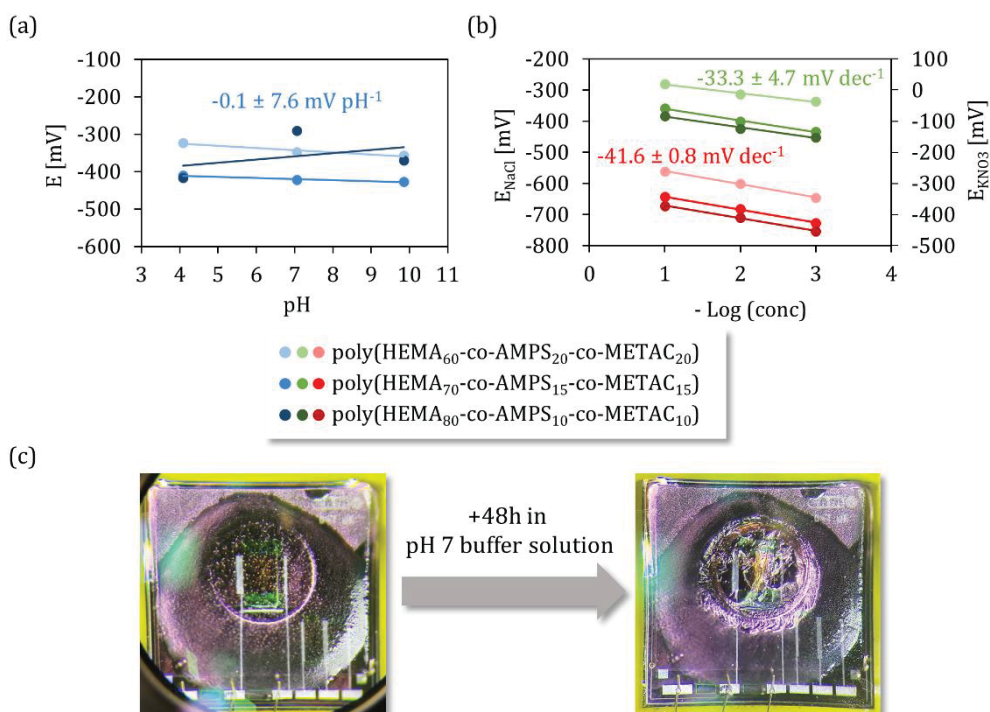 (a)
-100
-200
-300
-400
-500
-600
E [mV]
-0.1 ± 7.6 mV pH⁻¹
3 4 5 6 7 8 9 10 11
pH
(b)
-200
-300
-400
-500
-600
-700
-800
E_NaCl [mV]
-33.3 ± 4.7 mV dec⁻¹
-41.6 ± 0.8 mV dec⁻¹
100
0
-100
-200
-300
-400
-500
E_KNO3 [mV]
0 1 2 3 4
- Log (conc)
poly(HEMA₆₀-co-AMPS₂₀-co-METAC₂₀)
poly(HEMA₇₀-co-AMPS₁₅-co-METAC₁₅)
poly(HEMA₈₀-co-AMPS₁₀-co-METAC₁₀)
(c)
+48h in
pH 7 buffer solution